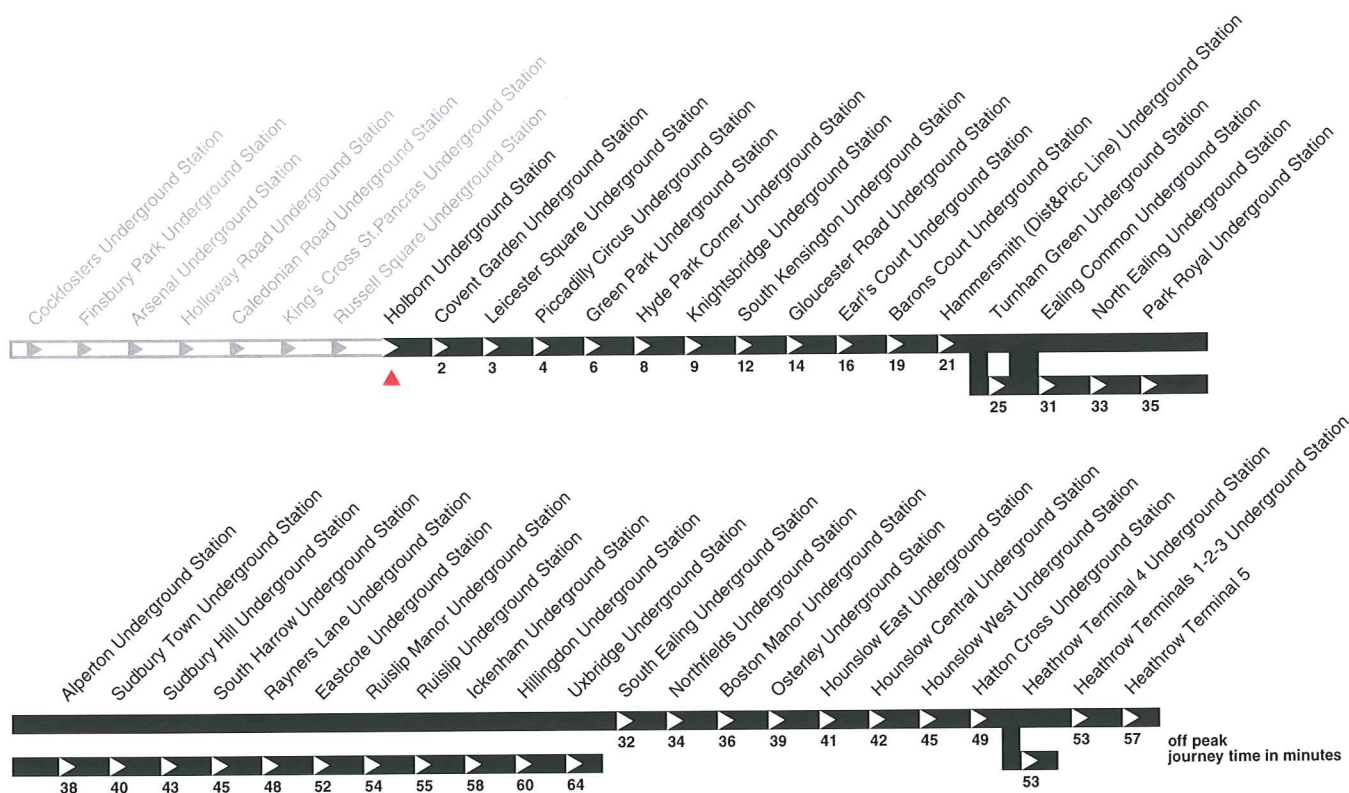 Cockfosters Underground Station
Finsbury Park Underground Station
Arsenal Underground Station
Holloway Road Underground Station
Caledonian Road Underground Station
King's Cross St.Pancras Underground Station
Russell Square Underground Station
Holborn Underground Station
Covent Garden Underground Station
Leicester Square Underground Station
Piccadilly Circus Underground Station
Green Park Underground Station
Hyde Park Corner Underground Station
Knightsbridge Underground Station
South Kensington Underground Station
Gloucester Road Underground Station
Earl's Court Underground Station
Barons Court Underground Station
Hammersmith (Dist&Picc Line) Underground Station
Turnham Green Underground Station
Ealing Common Underground Station
North Ealing Underground Station
Park Royal Underground Station
2 3 4 6 8 9 12 14 16 19 21
25 31 33 35
Alperton Underground Station
Sudbury Town Underground Station
Sudbury Hill Underground Station
South Harrow Underground Station
Rayners Lane Underground Station
Eastcote Underground Station
Ruislip Manor Underground Station
Ruislip Underground Station
Ickenham Underground Station
Hillingdon Underground Station
Uxbridge Underground Station
South Ealing Underground Station
Northfields Underground Station
Boston Manor Underground Station
Osterley Underground Station
Hounslow East Underground Station
Hounslow Central Underground Station
Hounslow West Underground Station
Hatton Cross Underground Station
Heathrow Terminal 4 Underground Station
Heathrow Terminals 1-2-3 Underground Station
Heathrow Terminal 5
32 34 36 39 41 42 45 49 53 57
off peak
journey time in minutes
38 40 43 45 48 52 54 55 58 60 64
53